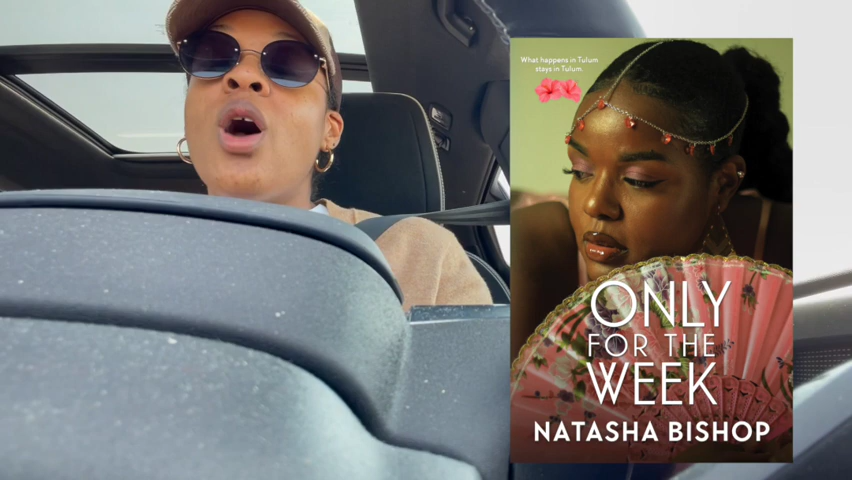 What happens in Tulum
stays in Tulum.
ONLY
FOR THE
WEEK
NATASHA BISHOP